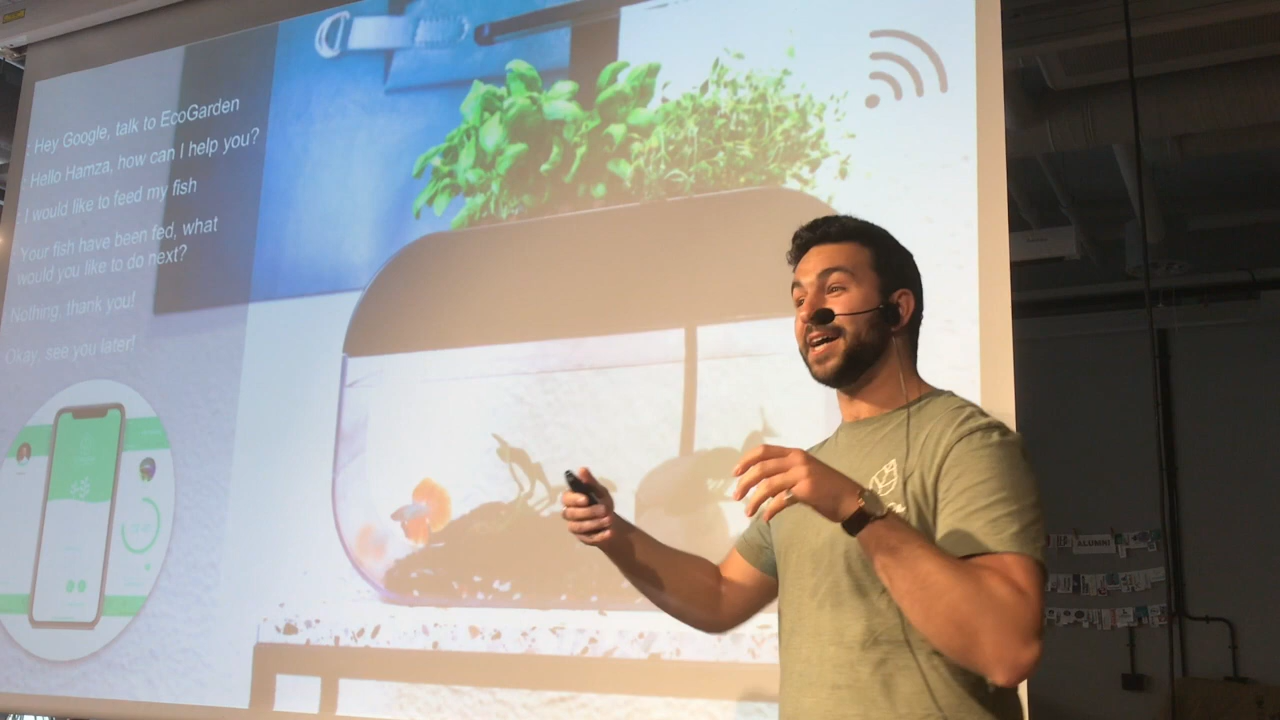 : Hey Google, talk to EcoGarden
: Hello Hamza, how can I help you?
: I would like to feed my fish
: Your fish have been fed, what
would you like to do next?
Nothing, thank you!
Okay, see you later!
ALUMNI